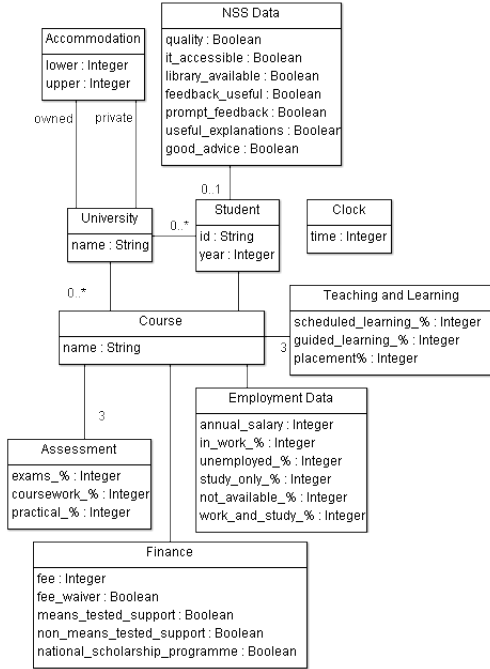 NSS Data
quality : Boolean
it_accessible : Boolean
library_available : Boolean
feedback_useful : Boolean
prompt_feedback : Boolean
useful_explanations : Boolean
good_advice : Boolean
Accommodation
lower : Integer
upper : Integer
owned
private
0..1
University
name : String
0..*
Student
id : String
year : Integer
Clock
time : Integer
0..*
Course
name : String
3
Teaching and Learning
scheduled_learning_% : Integer
guided_learning_% : Integer
placement% : Integer
3
Employment Data
annual_salary : Integer
in_work_% : Integer
unemployed_% : Integer
study_only_% : Integer
not_available_% : Integer
work_and_study_% : Integer
Assessment
exams_% : Integer
coursework_% : Integer
practical_% : Integer
Finance
fee : Integer
fee_waiver : Boolean
means_tested_support : Boolean
non_means_tested_support : Boolean
national_scholarship_programme : Boolean